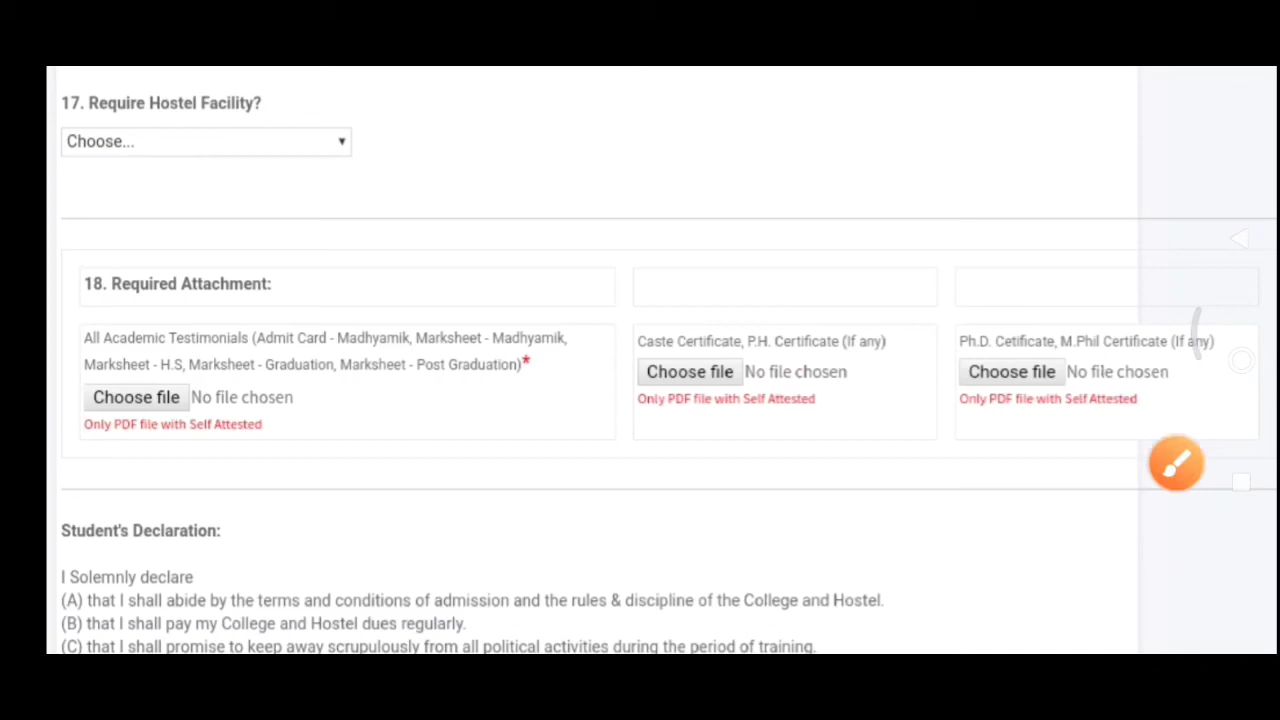 17. Require Hostel Facility?
Choose...
18. Required Attachment:
All Academic Testimonials (Admit Card - Madhyamik, Marksheet - Madhyamik,
Marksheet - H.S, Marksheet - Graduation, Marksheet - Post Graduation)*
Choose file No file chosen
Only PDF file with Self Attested
Caste Certificate, P.H. Certificate (If any)
Choose file No file chosen
Only PDF file with Self Attested
Ph.D. Cetificate, M.Phil Certificate (If any)
Choose file No file chosen
Only PDF file with Self Attested
Student's Declaration:
I Solemnly declare
(A) that I shall abide by the terms and conditions of admission and the rules & discipline of the College and Hostel.
(B) that I shall pay my College and Hostel dues regularly.
(C) that I shall promise to keep away scrupulously from all political activities during the period of training.